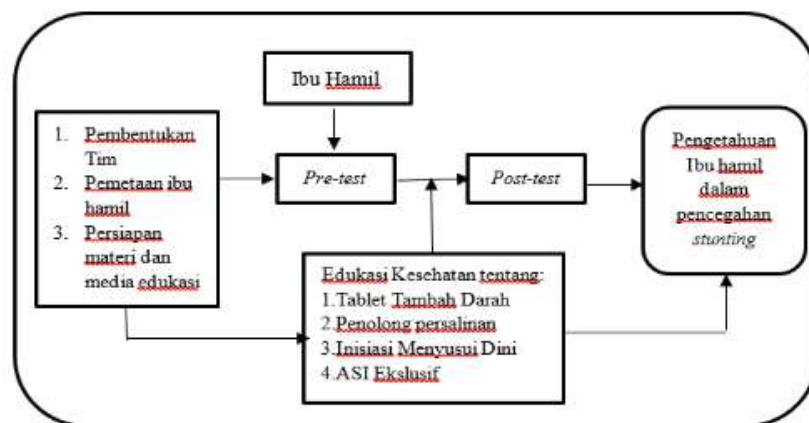 Ibu Hamil
1. Pembentukan
Tim
2. Pemetaan ibu
hamil
3. Persiapan
materi dan
media edukasi
Pre-test
Post-test
Pengetahuan
Ibu hamil
dalam
pencegahan
stunting
Edukasi Kesehatan tentang:
1.Tablet Tambah Darah
2.Penolong persalinan
3.Inisiasi Menyusui Dini
4.ASI Ekslusif